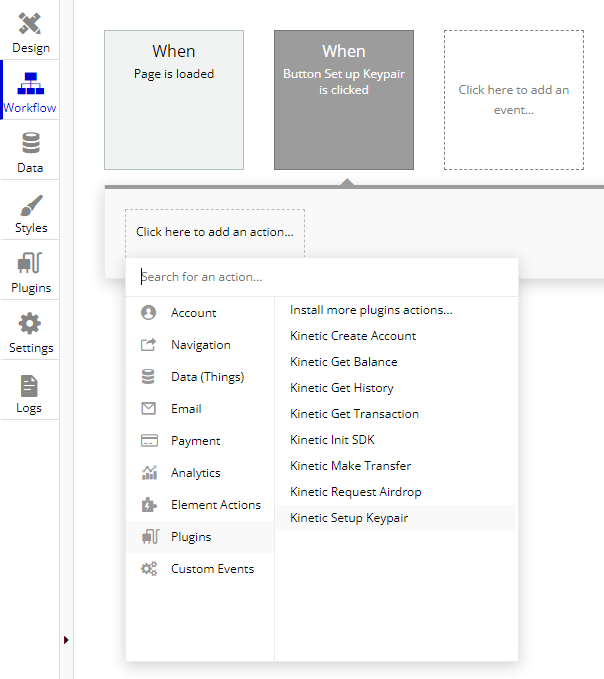 Design
Workflow
Data
Styles
Plugins
Settings
Logs
When
Page is loaded
When
Button Set up Keypair
is clicked
Click here to add an
event...
Click here to add an action...
Search for an action...
Account
Navigation
Data (Things)
Email
Payment
Analytics
Element Actions
Plugins
Custom Events
Install more plugins actions...
Kinetic Create Account
Kinetic Get Balance
Kinetic Get History
Kinetic Get Transaction
Kinetic Init SDK
Kinetic Make Transfer
Kinetic Request Airdrop
Kinetic Setup Keypair